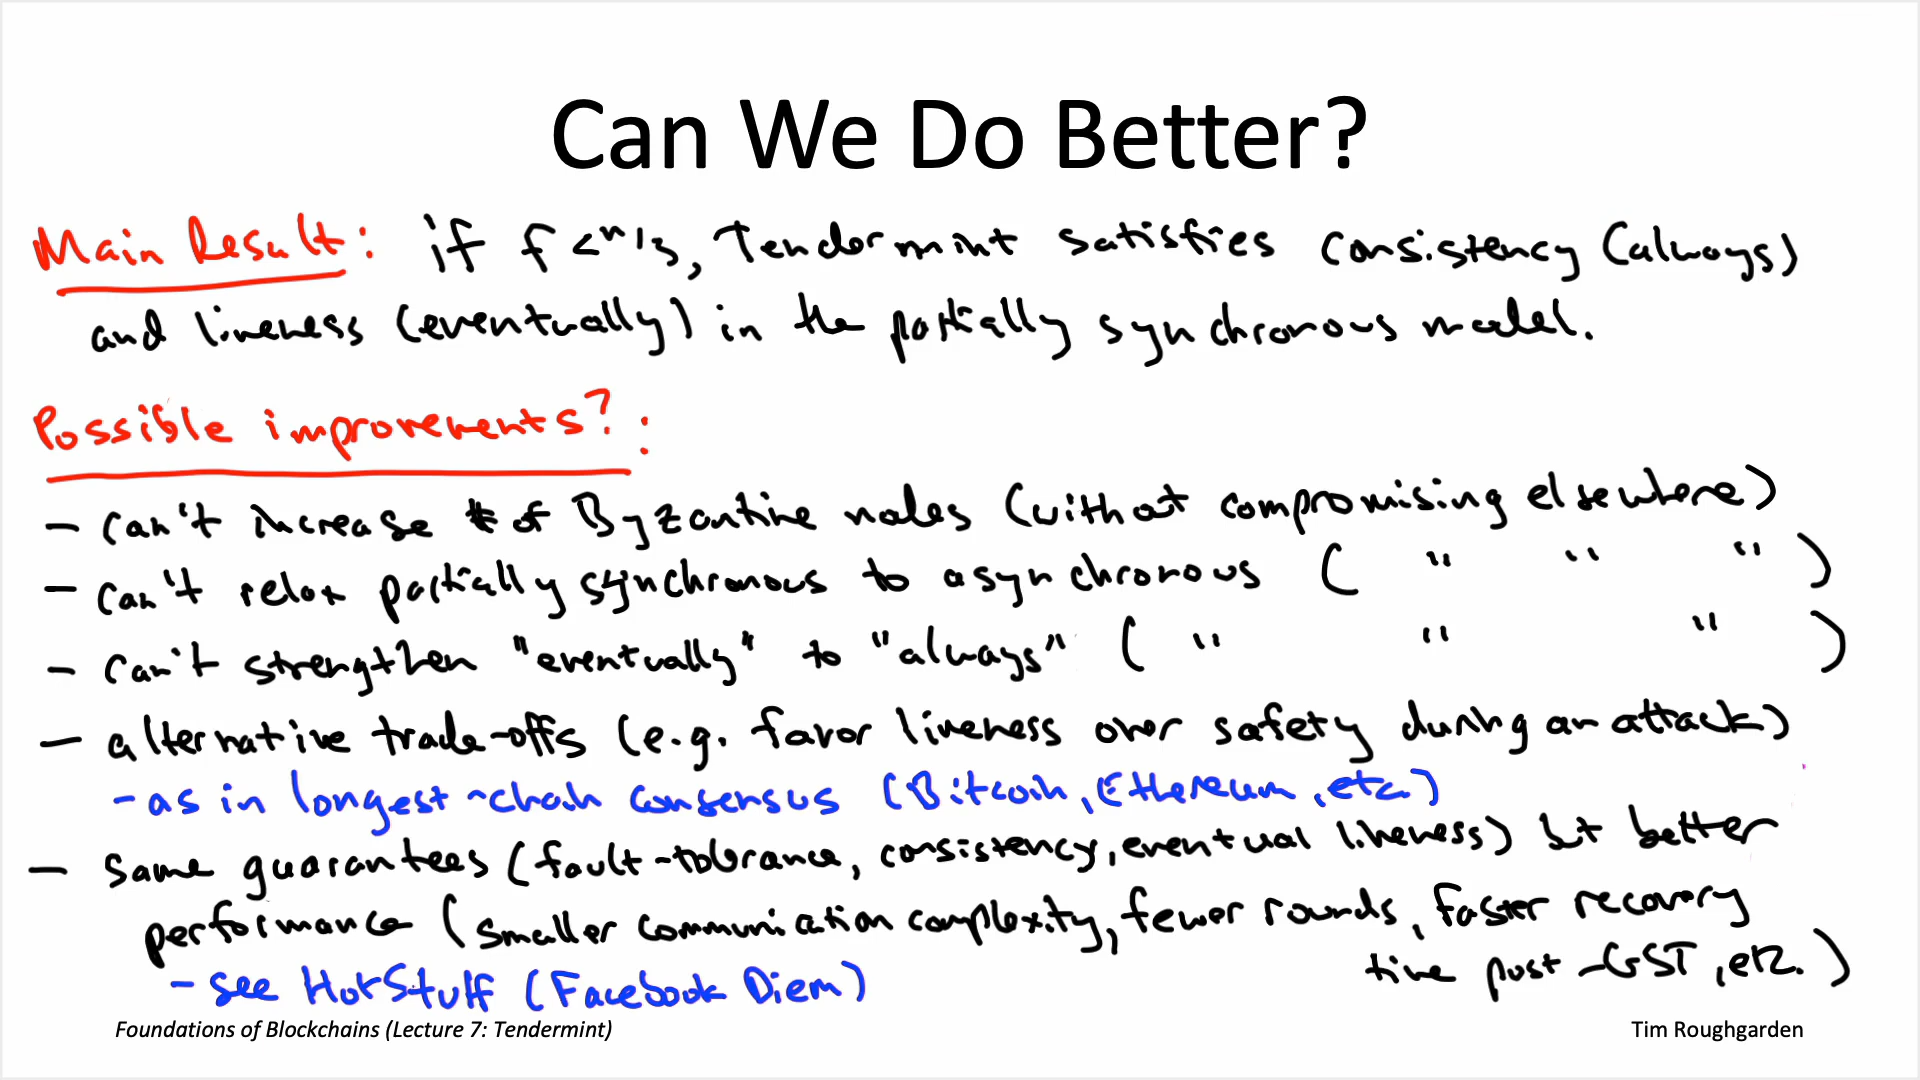 Can We Do Better?
Main Result: if f < n/3, Tendermint satisfies consistency (always)
and liveness (eventually) in the partially synchronous model.
Possible improvements?:
- can't increase # of Byzantine nodes (without compromising elsewhere)
- can't relax partially synchronous to asynchronous ( " " " )
- can't strengthen "eventually" to "always" ( " " " )
- alternative trade-offs (e.g. favor liveness over safety during an attack)
- as in longest-chain consensus (Bitcoin, Ethereum, etc.)
- same guarantees (fault-tolerance, consistency, eventual liveness) but better
performance (smaller communication complexity, fewer rounds, faster recovery
time post-GST, etc.)
- see HotStuff (Facebook Diem)
Foundations of Blockchains (Lecture 7: Tendermint)
Tim Roughgarden